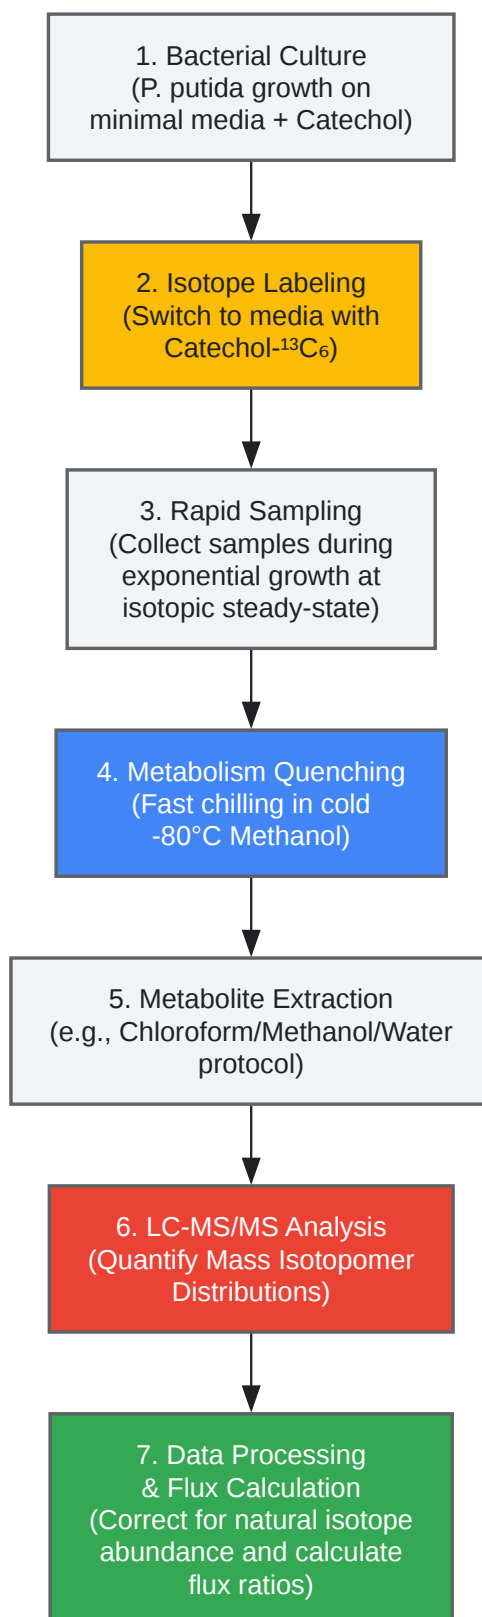 1. Bacterial Culture
(P. putida growth on
minimal media + Catechol)
2. Isotope Labeling
(Switch to media with
Catechol-¹³C₆)
3. Rapid Sampling
(Collect samples during
exponential growth at
isotopic steady-state)
4. Metabolism Quenching
(Fast chilling in cold
-80°C Methanol)
5. Metabolite Extraction
(e.g., Chloroform/Methanol/Water
protocol)
6. LC-MS/MS Analysis
(Quantify Mass Isotopomer
Distributions)
7. Data Processing
& Flux Calculation
(Correct for natural isotope
abundance and calculate
flux ratios)